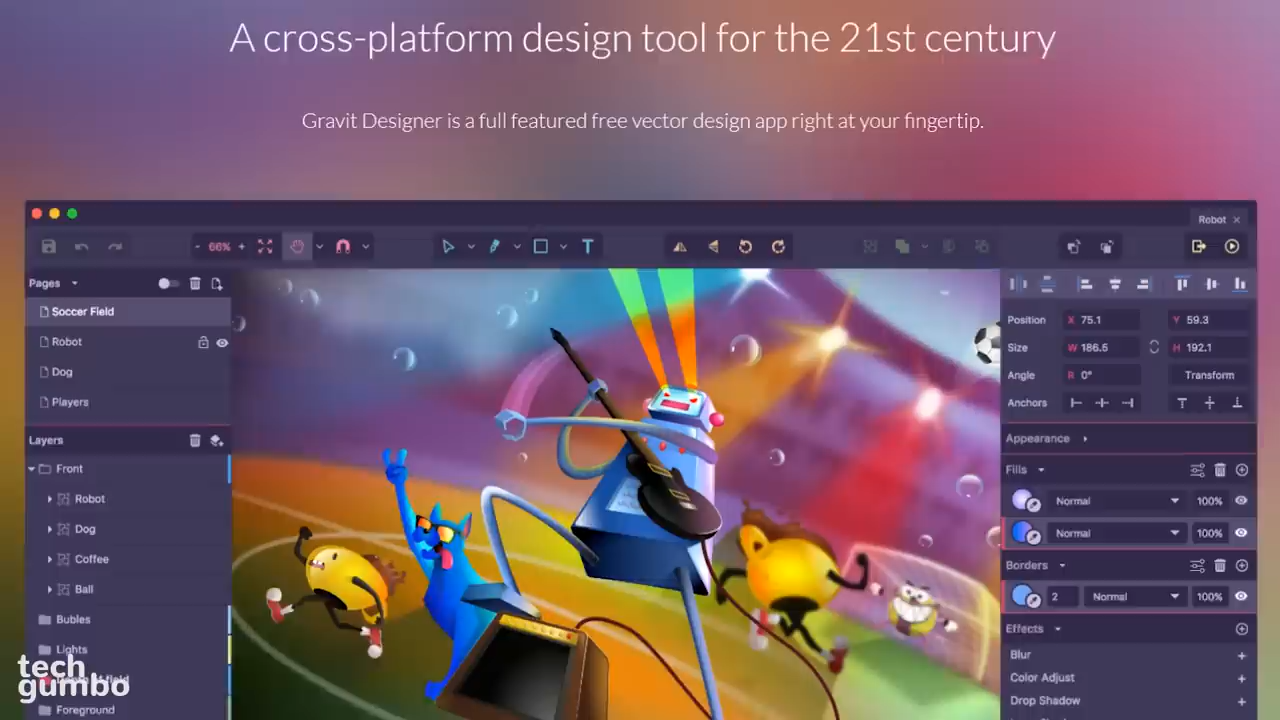 A cross-platform design tool for the 21st century
Gravit Designer is a full featured free vector design app right at your fingertip.
Robot ×
- 66% +
T
Pages
Soccer Field
Robot
Dog
Players
Layers
Front
Robot
Dog
Coffee
Ball
Bubles
Lights
Foreground
Position X 75.1 Y 59.3
Size W 186.5 H 192.1
Angle R 0° Transform
Anchors
Appearance
Fills
Normal 100%
Normal 100%
Borders
2 Normal 100%
Effects
Blur +
Color Adjust +
Drop Shadow +
tech
gumbo